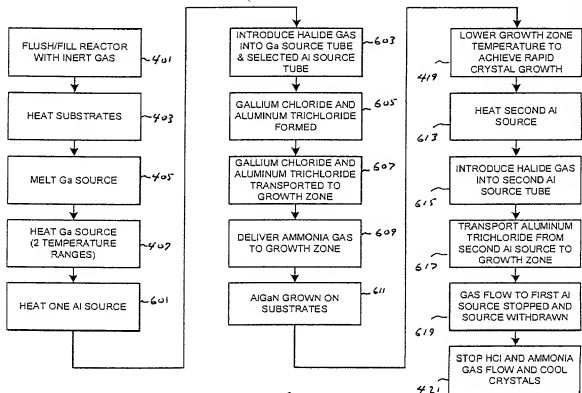 FLUSH/FILL REACTOR
WITH INERT GAS
401
HEAT SUBSTRATES
403
MELT Ga SOURCE
405
HEAT Ga SOURCE
(2 TEMPERATURE
RANGES)
407
HEAT ONE Al SOURCE
601
INTRODUCE HALIDE GAS
INTO Ga SOURCE TUBE
& SELECTED Al SOURCE
TUBE
603
GALLIUM CHLORIDE AND
ALUMINUM TRICHLORIDE
FORMED
605
GALLIUM CHLORIDE AND
ALUMINUM TRICHLORIDE
TRANSPORTED TO
GROWTH ZONE
607
DELIVER AMMONIA GAS
TO GROWTH ZONE
609
AlGaN GROWN ON
SUBSTRATES
611
LOWER GROWTH ZONE
TEMPERATURE TO
ACHIEVE RAPID
CRYSTAL GROWTH
419
HEAT SECOND Al
SOURCE
613
INTRODUCE HALIDE GAS
INTO SECOND Al
SOURCE TUBE
615
TRANSPORT ALUMINUM
TRICHLORIDE FROM
SECOND Al SOURCE TO
GROWTH ZONE
617
GAS FLOW TO FIRST Al
SOURCE STOPPED AND
SOURCE WITHDRAWN
619
STOP HCl AND AMMONIA
GAS FLOW AND COOL
CRYSTALS
421